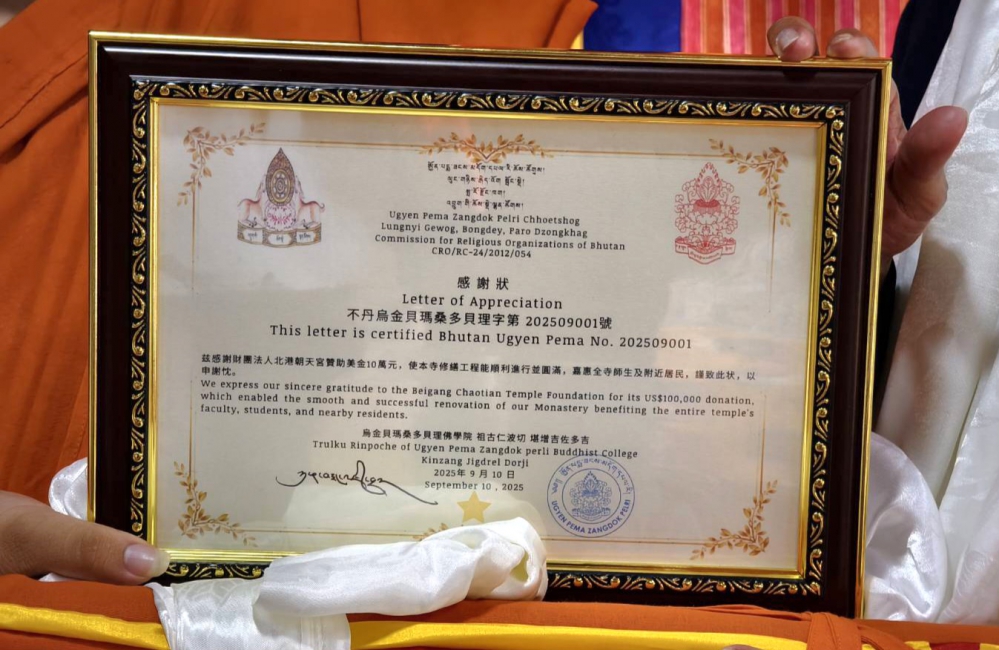 ཨོ་རྒྱན་པདྨ་ཟངས་མདོག་དཔལ་རི་ཆོས་ཚོགས།
Ugyen Pema Zangdok Pelri Chhoetshog
Lungnyi Gewog, Bongdey, Paro Dzongkhag
Commission for Religious Organizations of Bhutan
CRO/RC-24/2012/054
感謝狀
Letter of Appreciation
不丹烏金貝瑪桑多貝理字第 202509001號
This letter is certified Bhutan Ugyen Pema No. 202509001
茲感謝財團法人北港朝天宮贊助美金10萬元，使本寺修繕工程能順利進行並圓滿，嘉惠全寺師生及附近居民，謹致此狀，以
申謝忱。
We express our sincere gratitude to the Beigang Chaotian Temple Foundation for its US$100,000 donation,
which enabled the smooth and successful renovation of our Monastery benefiting the entire temple's
faculty, students, and nearby residents.
烏金貝瑪桑多貝理佛學院 祖古仁波切 堪增吉佐多吉
Trulku Rinpoche of Ugyen Pema Zangdok perli Buddhist College
Kinzang Jigdrel Dorji
2025年 9 月 10 日
September 10 , 2025
UGYEN PEMA ZANGDOK PELRI